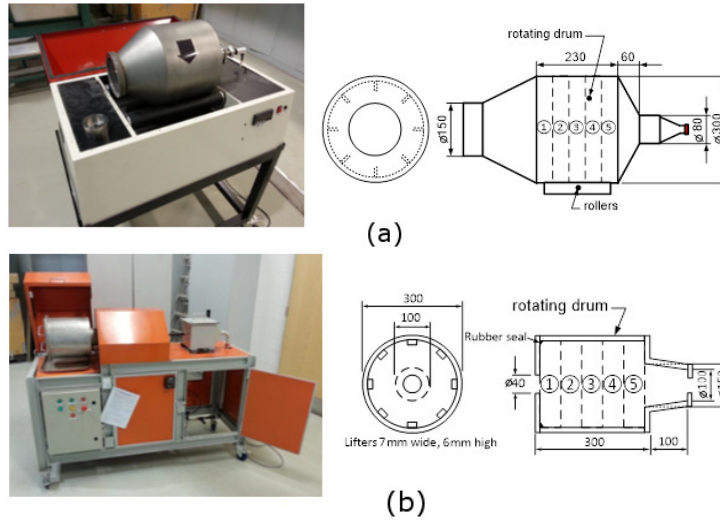 rotating drum
230
60
ø150
1 2 3 4 5
ø 80
ø300
rollers
(a)
300
100
rotating drum
Rubber seal
ø40
1 2 3 4 5
ø100
Lifters 7mm wide, 6mm high
300
100
(b)